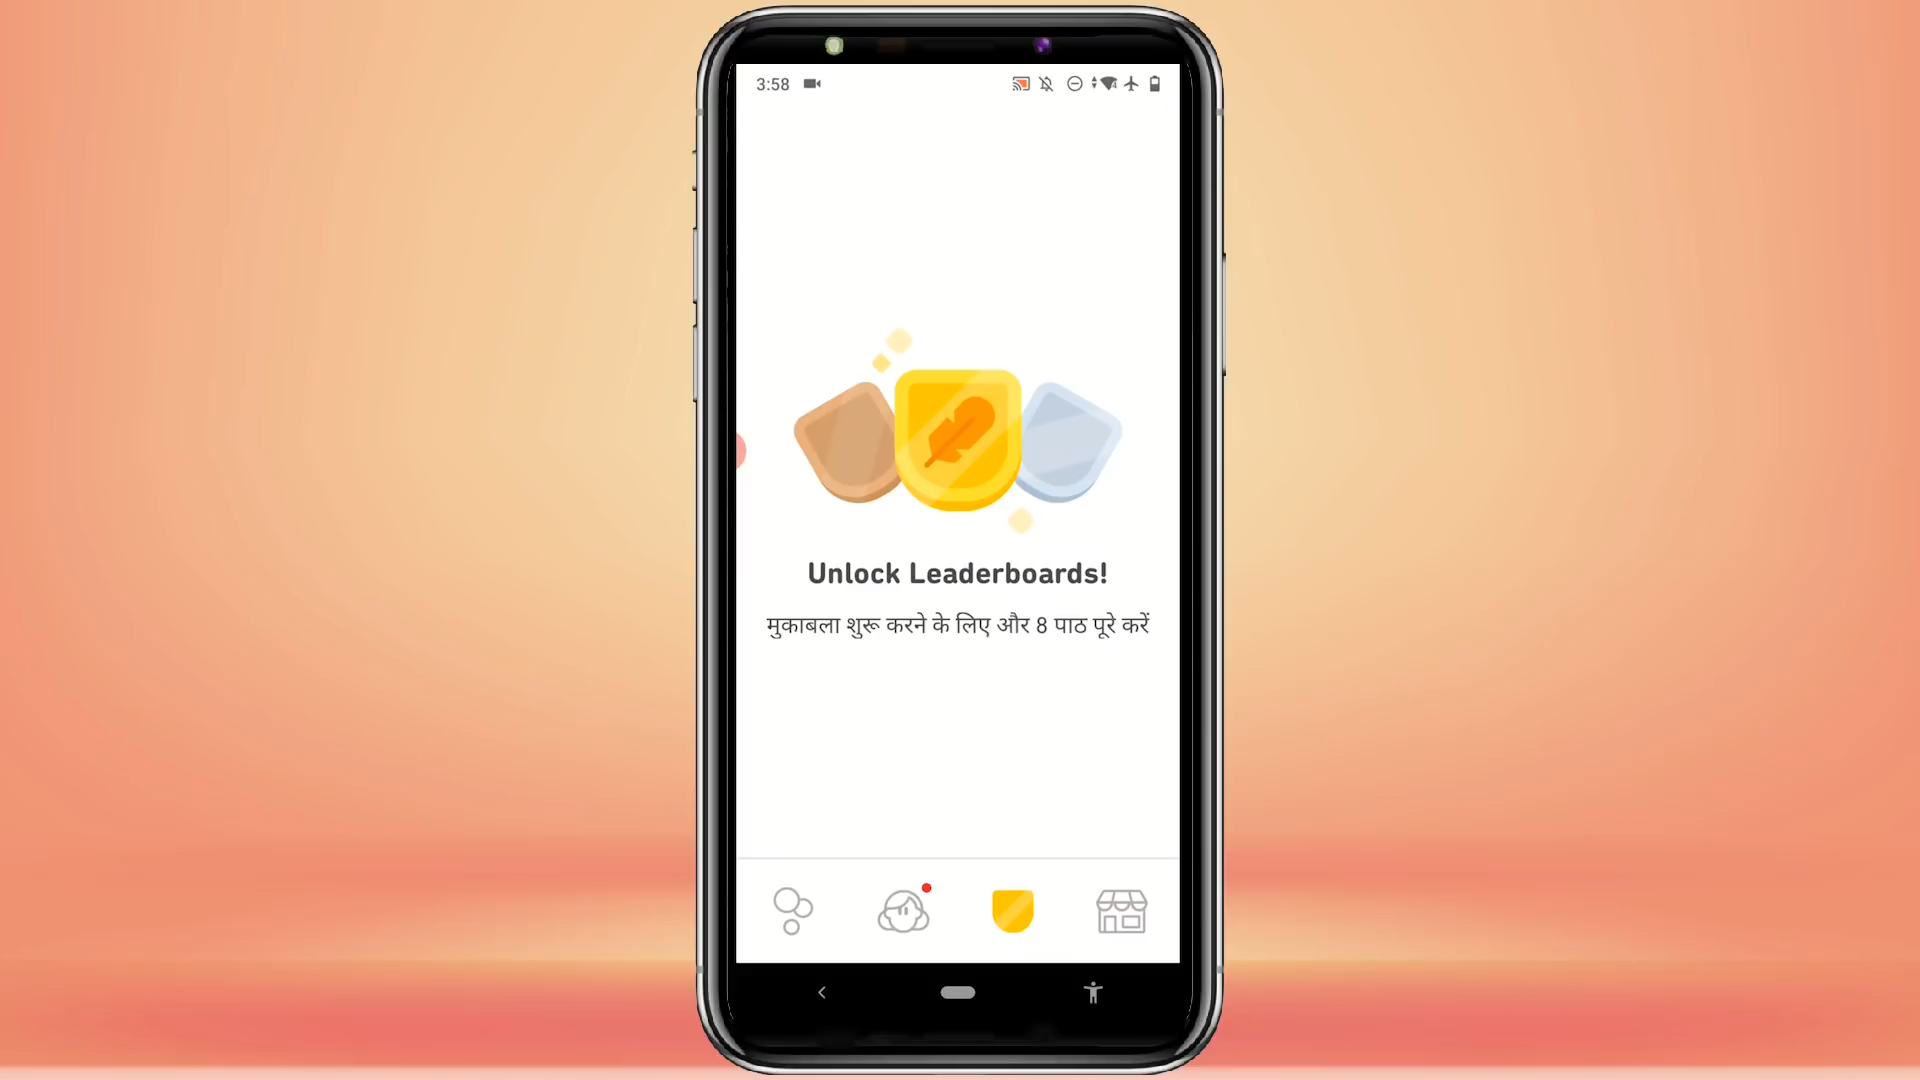 3:58
Unlock Leaderboards!
मुकाबला शुरू करने के लिए और 8 पाठ पूरे करें